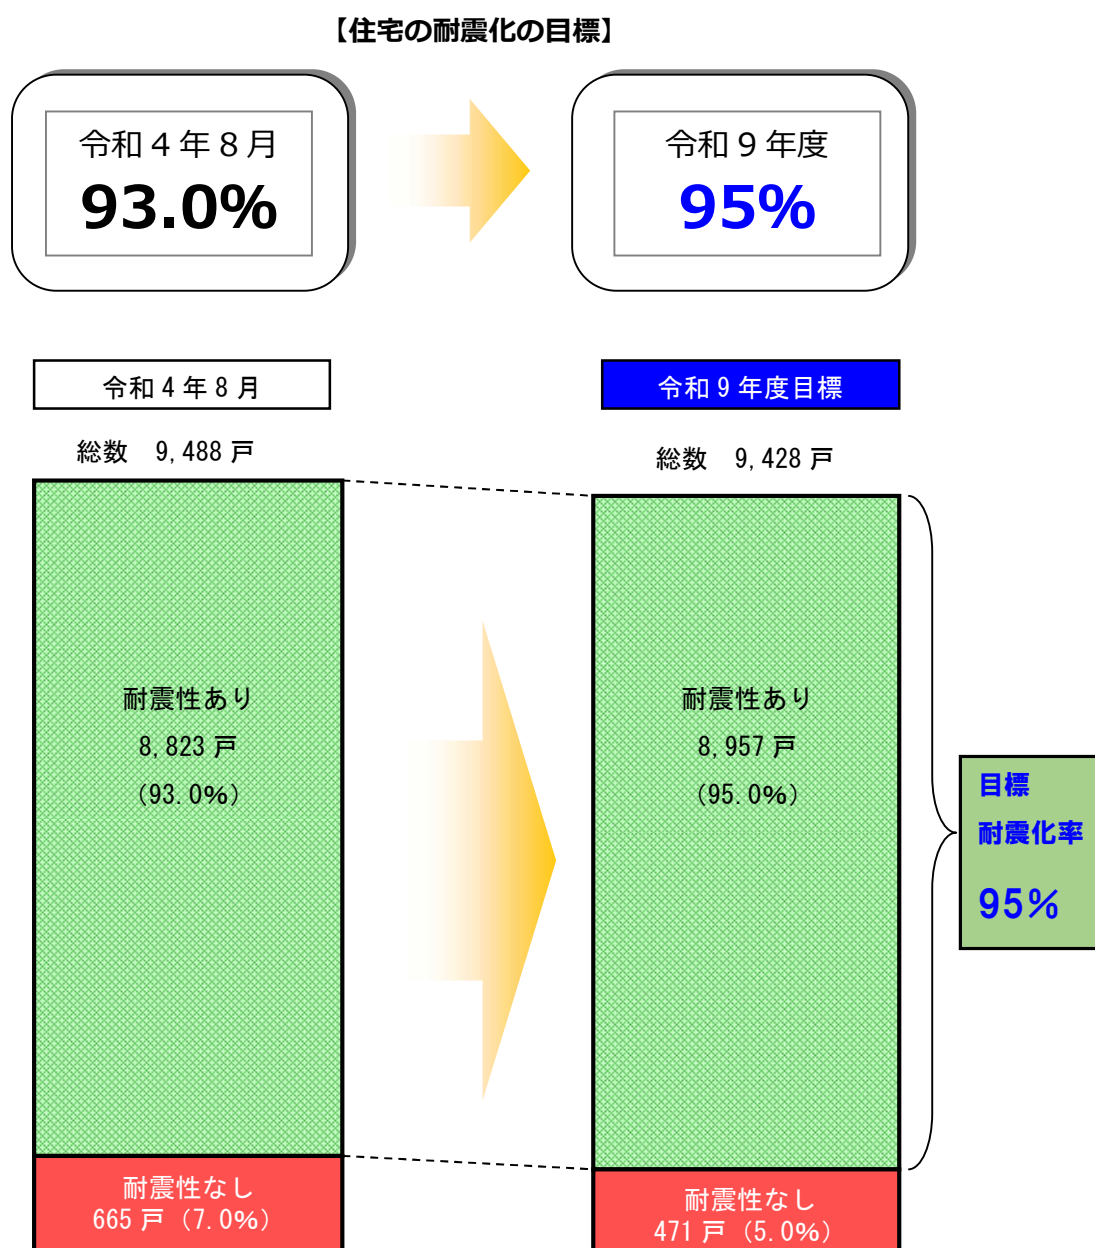 【住宅の耐震化の目標】
令和４年８月
93.0%
令和９年度
95%
令和 4 年 8 月
令和 9 年度目標
総数　9,488 戸
総数　9,428 戸
耐震性あり
8,823 戸
（93.0%）
耐震性あり
8,957 戸
（95.0%）
目標
耐震化率
95%
耐震性なし
665 戸（7.0%）
耐震性なし
471 戸（5.0%）